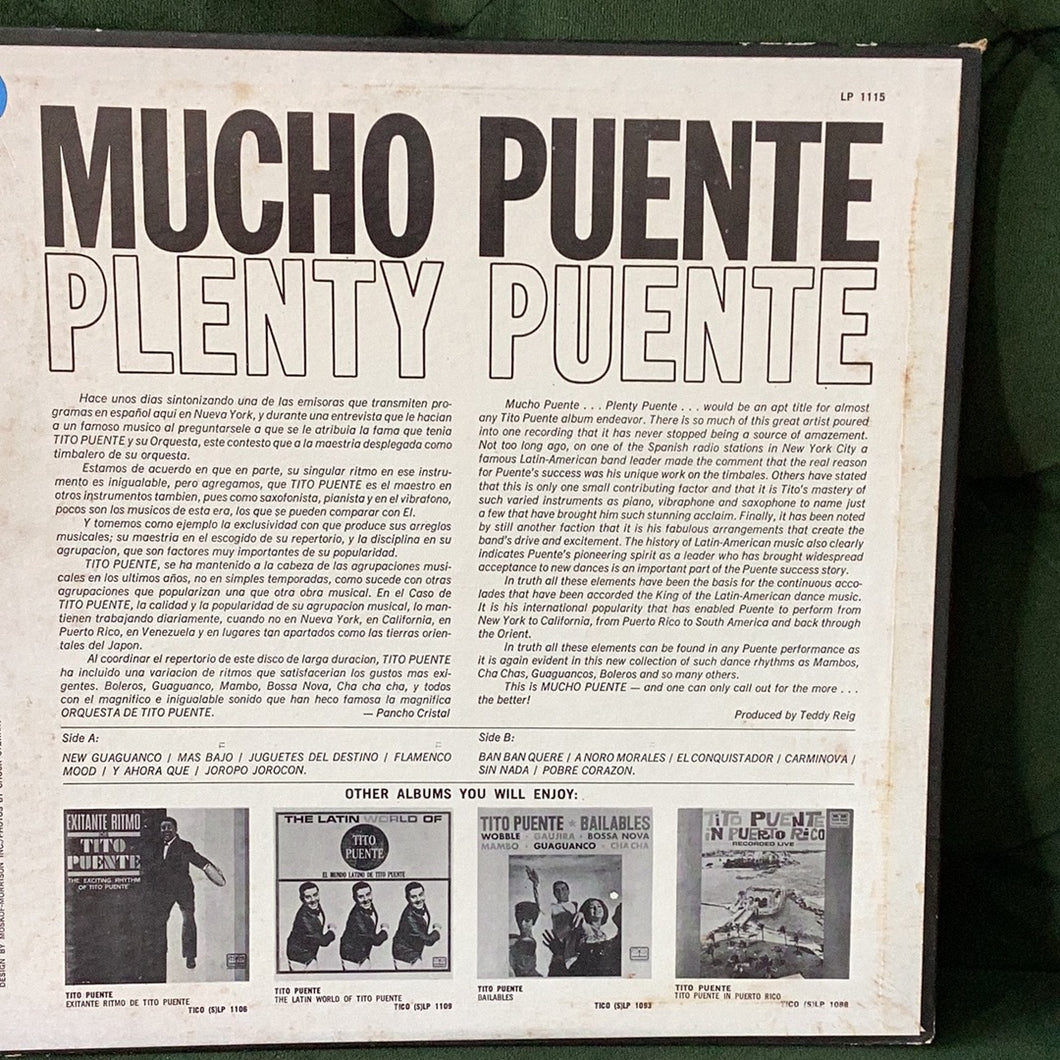 LP 1115
MUCHO PUENTE
PLENTY PUENTE
Hace unos dias sintonizando una de las emisoras que transmiten pro-
gramas en español aqui en Nueva York, y durante una entrevista que le hacian
a un famoso musico al preguntarsele a que se le atribuia la fama que tenia
TITO PUENTE y su Orquesta, este contesto que a la maestria desplegada como
timbalero de su orquesta.
Estamos de acuerdo en que en parte, su singular ritmo en ese instru-
mento es inigualable, pero agregamos, que TITO PUENTE es el maestro en
otros instrumentos tambien, pues como saxofonista, pianista y en el vibrafono,
pocos son los musicos de esta era, los que se pueden comparar con El.
Y tomemos como ejemplo la exclusividad con que produce sus arreglos
musicales; su maestria en el escogido de su repertorio, y la disciplina en su
agrupacion, que son factores muy importantes de su popularidad.
TITO PUENTE, se ha mantenido a la cabeza de las agrupaciones musi-
cales en los ultimos años, no en simples temporadas, como sucede con otras
agrupaciones que popularizan una que otra obra musical. En el Caso de
TITO PUENTE, la calidad y la popularidad de su agrupacion musical, lo man-
tienen trabajando diariamente, cuando no en Nueva York, en California, en
Puerto Rico, en Venezuela y en lugares tan apartados como las tierras orien-
tales del Japon.
Al coordinar el repertorio de este disco de larga duracion, TITO PUENTE
ha incluido una variacion de ritmos que satisfacerian los gustos mas exi-
gentes. Boleros, Guaguanco, Mambo, Bossa Nova, Cha cha cha, y todos
con el magnifico e inigualable sonido que han heco famosa la magnifica
ORQUESTA DE TITO PUENTE. — Pancho Cristal
Mucho Puente . . . Plenty Puente . . . would be an apt title for almost
any Tito Puente album endeavor. There is so much of this great artist poured
into one recording that it has never stopped being a source of amazement.
Not too long ago, on one of the Spanish radio stations in New York City a
famous Latin-American band leader made the comment that the real reason
for Puente's success was his unique work on the timbales. Others have stated
that this is only one small contributing factor and that it is Tito's mastery of
such varied instruments as piano, vibraphone and saxophone to name just
a few that have brought him such stunning acclaim. Finally, it has been noted
by still another faction that it is his fabulous arrangements that create the
band's drive and excitement. The history of Latin-American music also clearly
indicates Puente's pioneering spirit as a leader who has brought widespread
acceptance to new dances is an important part of the Puente success story.
In truth all these elements have been the basis for the continuous acco-
lades that have been accorded the King of the Latin-American dance music.
It is his international popularity that has enabled Puente to perform from
New York to California, from Puerto Rico to South America and back through
the Orient.
In truth all these elements can be found in any Puente performance as
it is again evident in this new collection of such dance rhythms as Mambos,
Cha Chas, Guaguancos, Boleros and so many others.
This is MUCHO PUENTE — and one can only call out for the more . . .
the better!
Produced by Teddy Reig
Side A:
NEW GUAGUANCO / MAS BAJO / JUGUETES DEL DESTINO / FLAMENCO
MOOD / Y AHORA QUE / JOROPO JOROCON.
Side B:
BAN BAN QUERE / A NORO MORALES / EL CONQUISTADOR / CARMINOVA /
SIN NADA / POBRE CORAZON.
OTHER ALBUMS YOU WILL ENJOY:
EXITANTE RITMO
DE
TITO
PUENTE
THE EXCITING RHYTHM
OF TITO PUENTE
THE LATIN WORLD OF
TITO
PUENTE
EL MUNDO LATINO DE TITO PUENTE
TITO PUENTE * BAILABLES
WOBBLE · GAUJIRA · BOSSA NOVA
MAMBO · GUAGUANCO · CHA CHA
TITO PUENTE
IN PUERTO RICO
RECORDED LIVE
TITO PUENTE
EXITANTE RITMO DE TITO PUENTE
TICO (S)LP 1106
TITO PUENTE
THE LATIN WORLD OF TITO PUENTE
TICO (S)LP 1109
TITO PUENTE
BAILABLES
TICO (S)LP 1093
TITO PUENTE
TITO PUENTE IN PUERTO RICO
TICO (S)LP 1088
DESIGN BY MOSKOF-MORRISON INC./PHOTOS BY